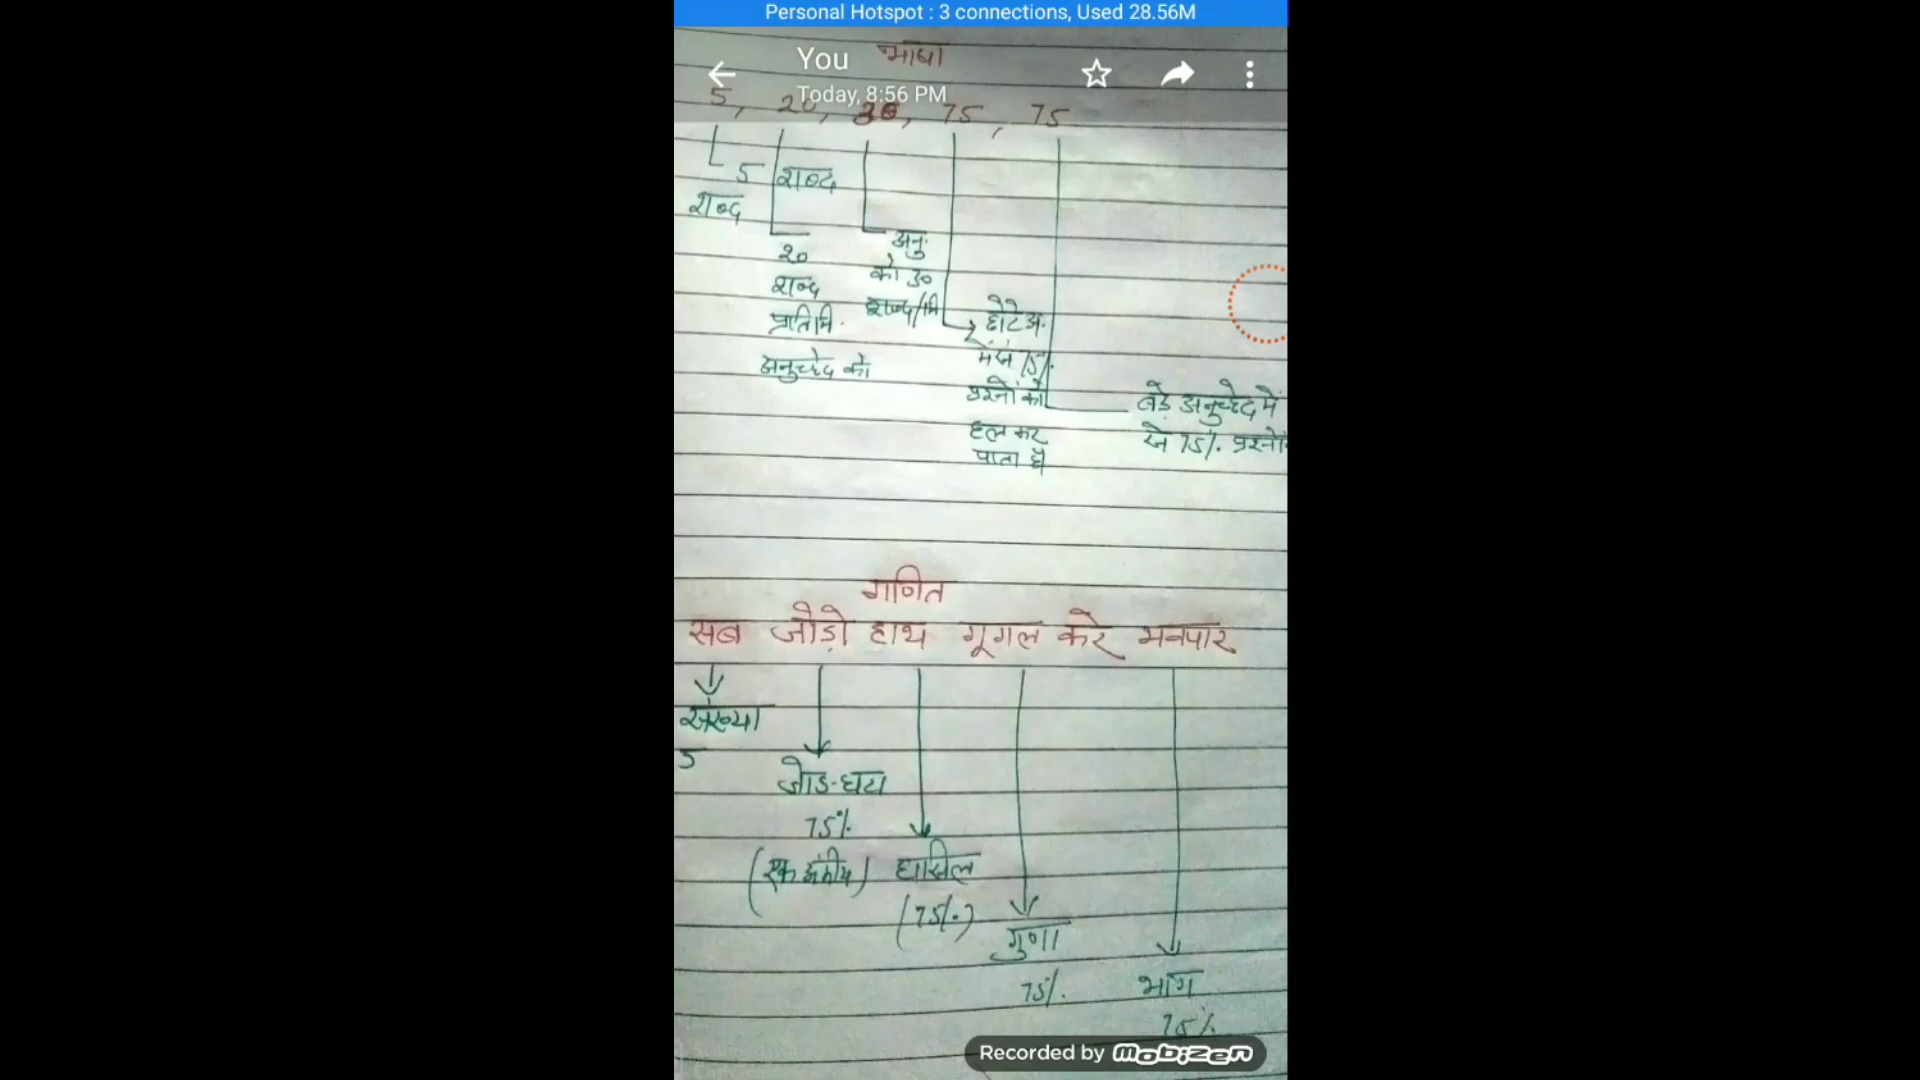 Personal Hotspot : 3 connections, Used 28.56M
You
Today, 8:56 PM
भाषा
5, 20, 30, 75, 75
5 शब्द
शब्द
20
शब्द
प्रतिमि.
अनुच्छेद को
अनु.
को 30
शब्द/मि
छोटे अ.
में से 75%
प्रश्नों को
हल कर
पाता है
बड़े अनुच्छेद में
से 75% प्रश्नों
गणित
सब जोड़ो हाथ गूगल करे भवपार
संख्या
5
जोड-घटा
75%
(एक अंकीय)
हासिल
(75%)
गुणा
75%
भाग
75%
Recorded by mobizen